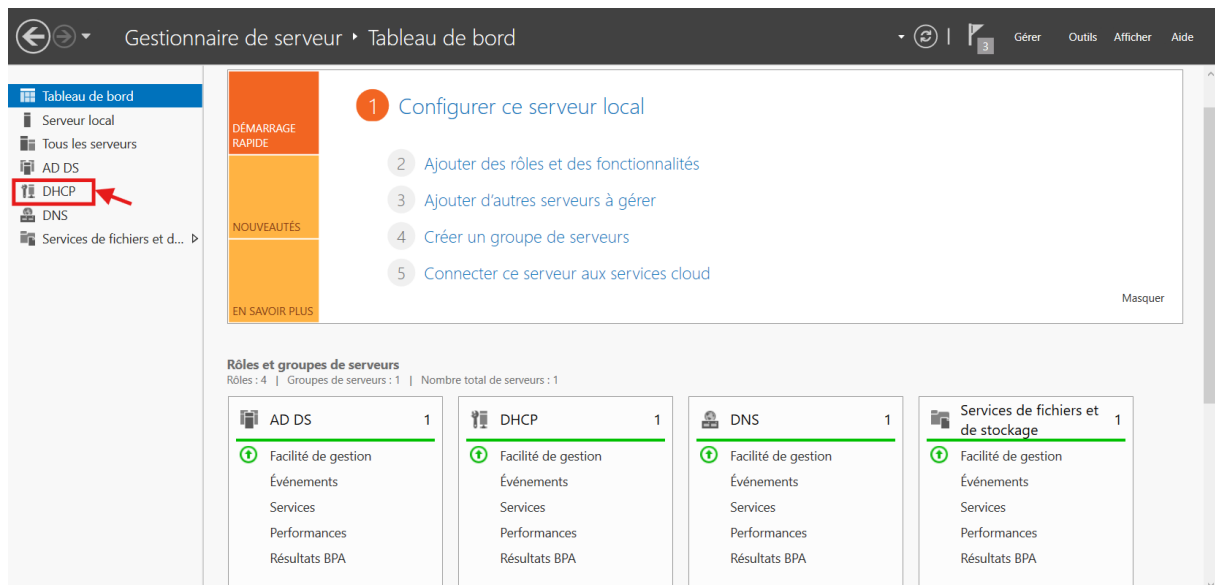 Gestionnaire de serveur ‣ Tableau de bord
3
Gérer
Outils
Afficher
Aide
Tableau de bord
Serveur local
Tous les serveurs
AD DS
DHCP
DNS
Services de fichiers et d...
DÉMARRAGE
RAPIDE
NOUVEAUTÉS
EN SAVOIR PLUS
1 Configurer ce serveur local
2 Ajouter des rôles et des fonctionnalités
3 Ajouter d’autres serveurs à gérer
4 Créer un groupe de serveurs
5 Connecter ce serveur aux services cloud
Masquer
Rôles et groupes de serveurs
Rôles : 4 | Groupes de serveurs : 1 | Nombre total de serveurs : 1
AD DS 1
Facilité de gestion
Événements
Services
Performances
Résultats BPA
DHCP 1
Facilité de gestion
Événements
Services
Performances
Résultats BPA
DNS 1
Facilité de gestion
Événements
Services
Performances
Résultats BPA
Services de fichiers et
de stockage 1
Facilité de gestion
Événements
Services
Performances
Résultats BPA